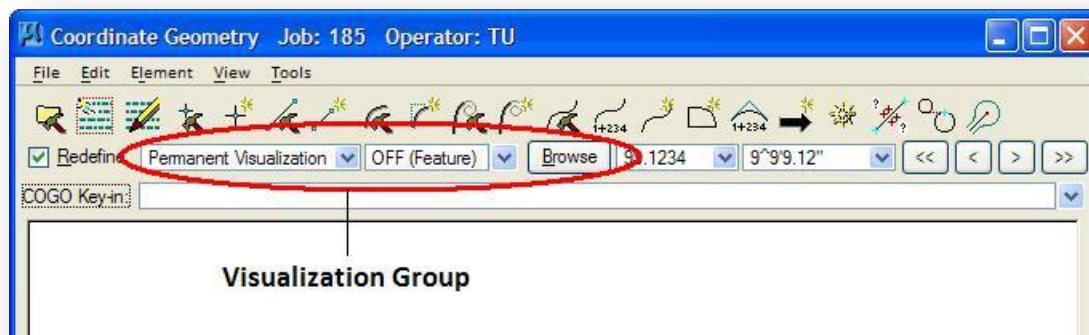 Coordinate Geometry Job: 185 Operator: TU
File Edit Element View Tools
1+234 1+234
Redefine Permanent Visualization OFF (Feature) Browse .1234 9^9'9.12" << < > >>
COGO Key-in:
Visualization Group